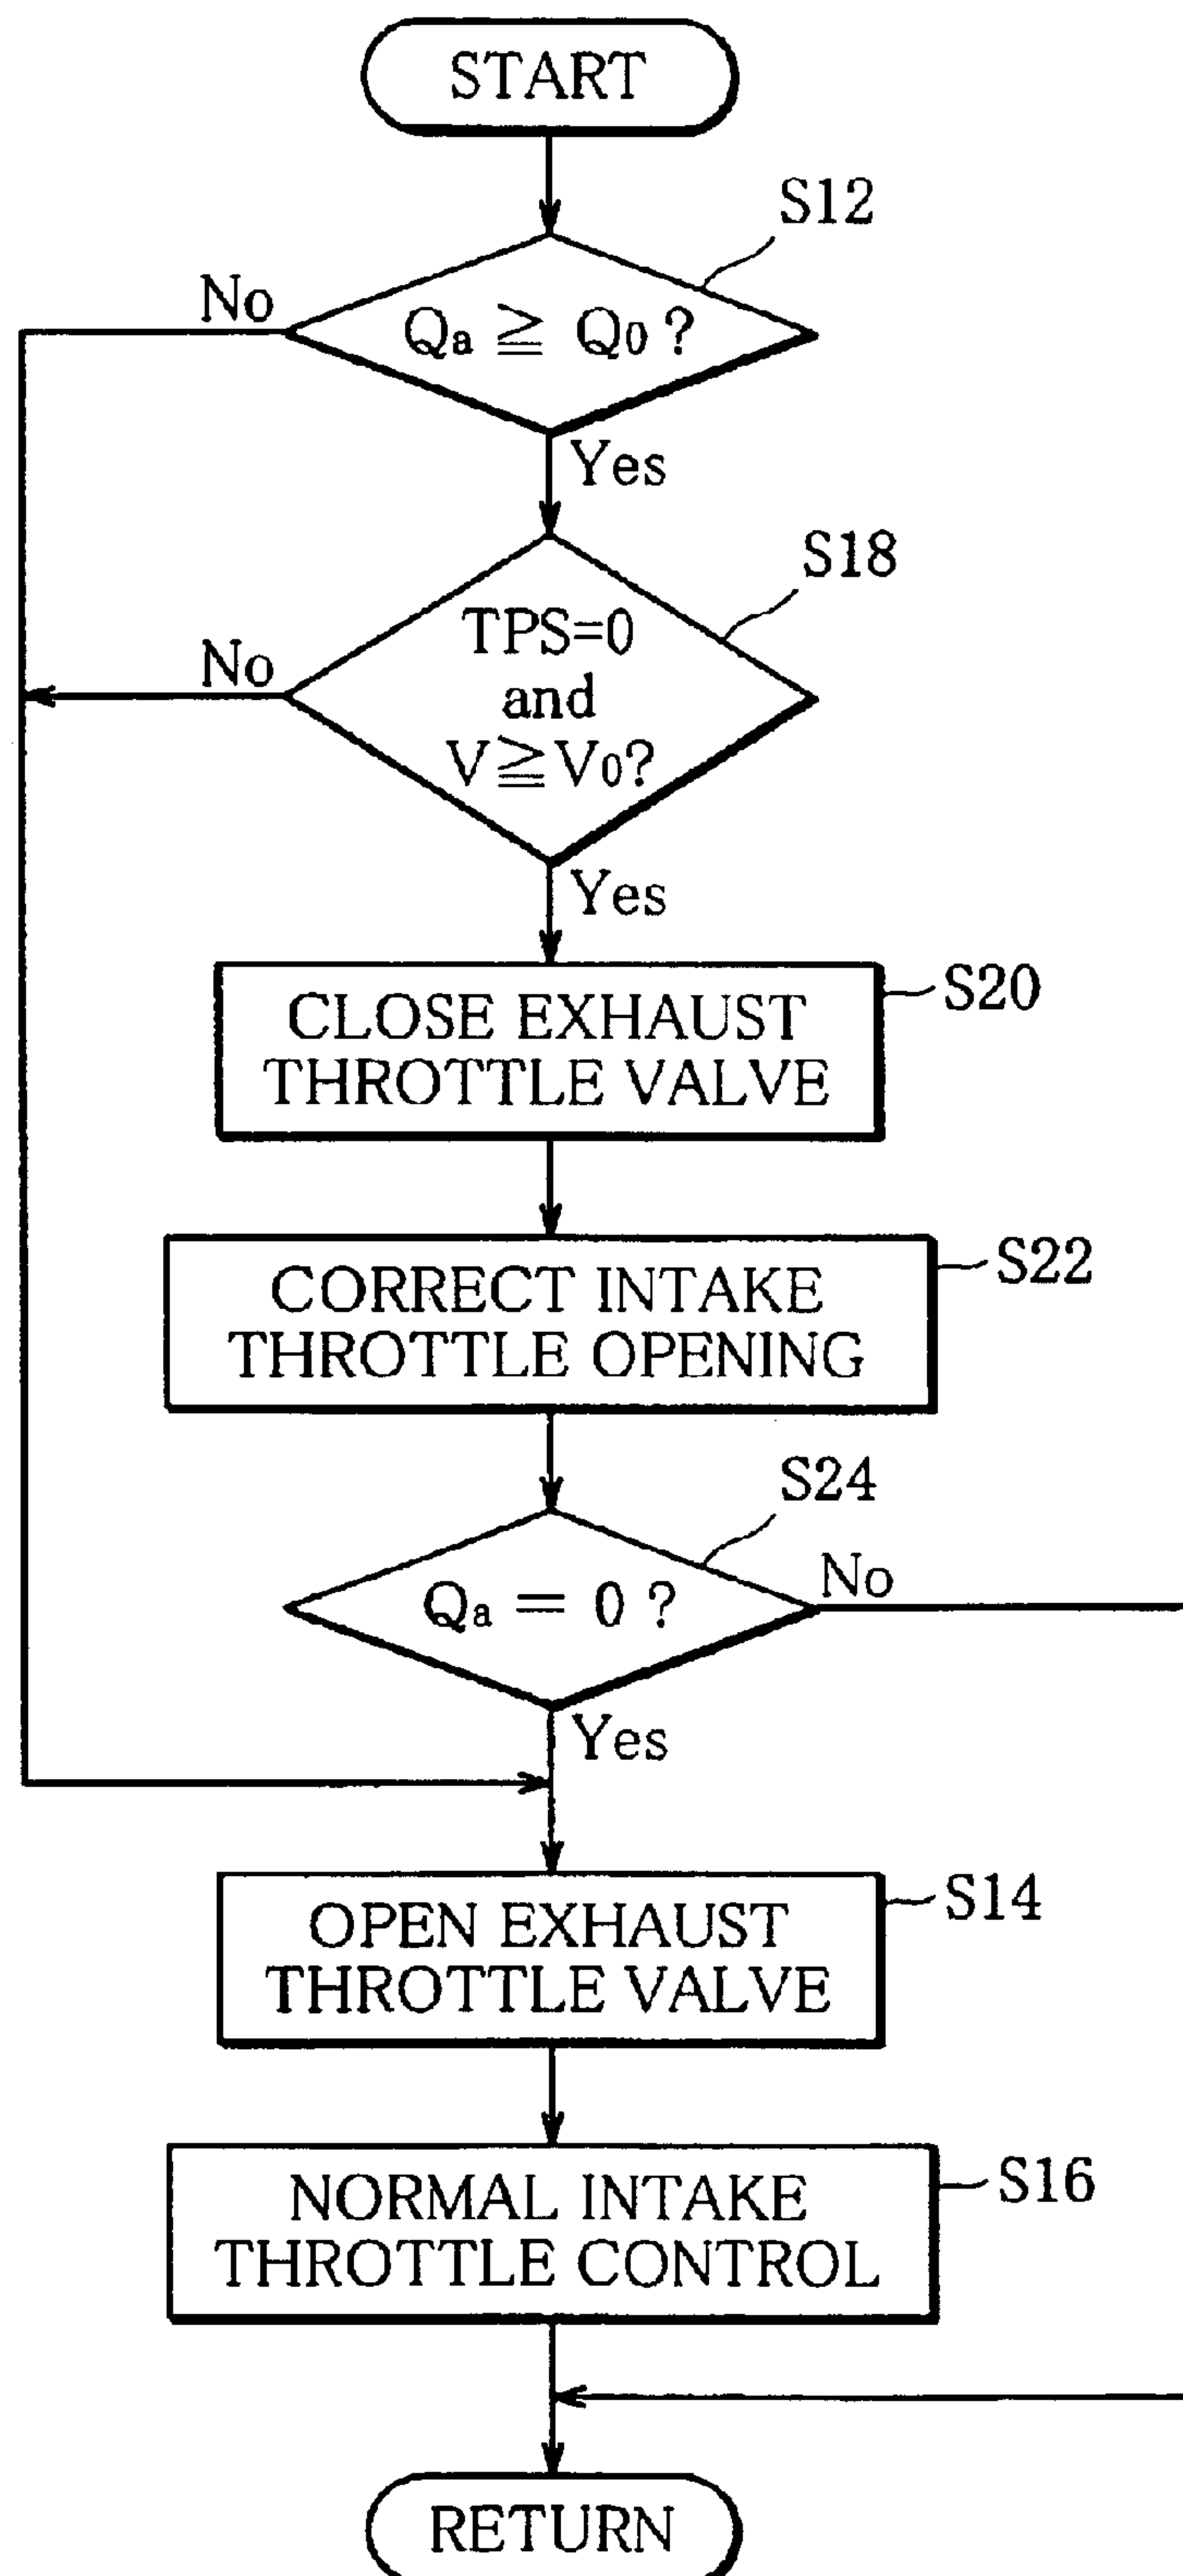 START
S12
No
Qa ≧ Q0 ?
Yes
S18
No
TPS=0
and
V≧V0?
Yes
CLOSE EXHAUST
THROTTLE VALVE
S20
CORRECT INTAKE
THROTTLE OPENING
S22
S24
Qa = 0 ?
No
Yes
OPEN EXHAUST
THROTTLE VALVE
S14
NORMAL INTAKE
THROTTLE CONTROL
S16
RETURN